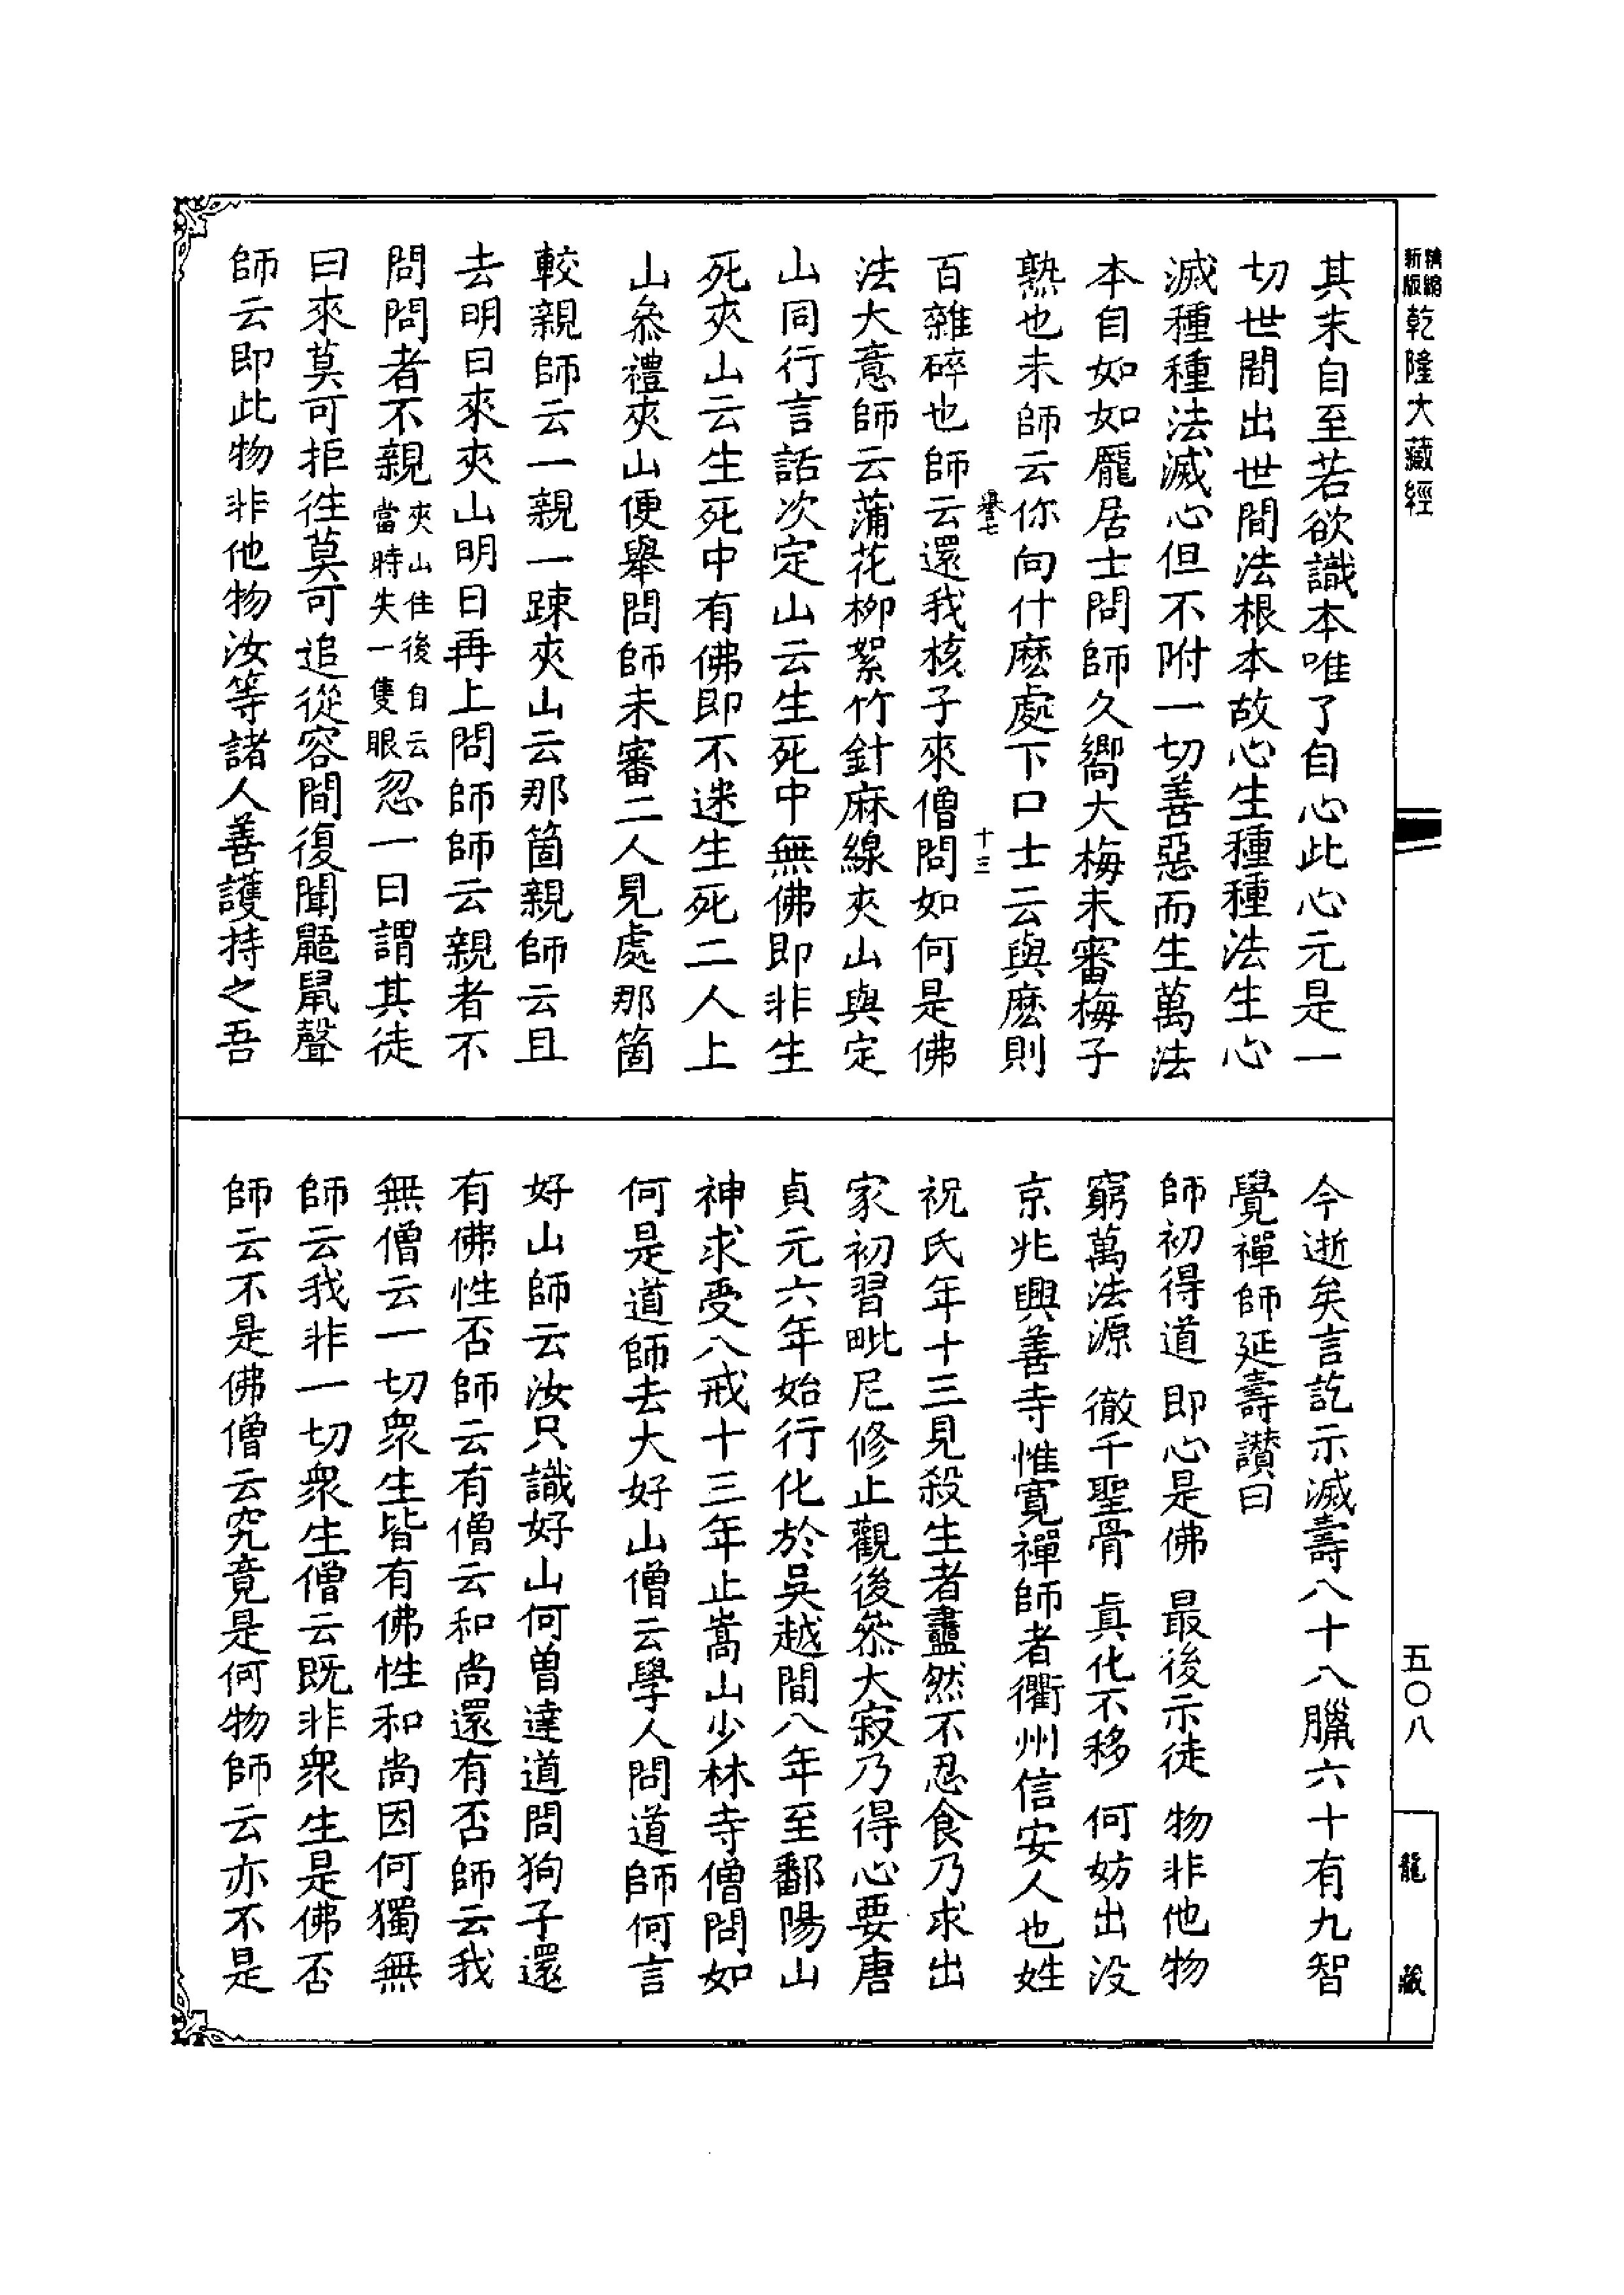 精縮新版乾隆大藏經
其末自至若欲識本唯了自心此心元是一
切世間出世間法根本故心生種種法生心
滅種種法滅心但不附一切善惡而生萬法
本自如如龐居士問師久嚮大梅未審梅子
熟也未師云你向什麽處下口士云與麽則
譽七
十三
百雜碎也師云還我核子來僧問如何是佛
法大意師云蒲花柳絮竹針麻線夾山與定
山同行言話次定山云生死中無佛即非生
死夾山云生死中有佛即不迷生死二人上
山叅禮夾山便舉問師未審二人見處那箇
較親師云一親一踈夾山云那箇親師云且
去明日來夾山明日再上問師師云親者不
問問者不親夾山住後自云當時失一隻眼忽一日謂其徒
曰來莫可拒徃莫可追從容間復聞鼯鼠聲
師云即此物非他物汝等諸人善護持之吾
今逝矣言訖示滅壽八十八臘六十有九智
覺禪師延壽讚曰
師初得道 即心是佛 最後示徒 物非他物
窮萬法源 徹千聖骨 眞化不移 何妨出没
京兆興善寺惟寬禪師者衢州信安人也姓
祝氏年十三見殺生者盡然不忍食乃求出
家初習毗尼修止觀後叅大寂乃得心要唐
貞元六年始行化於吳越間八年至鄱陽山
神求受八戒十三年止嵩山少林寺僧問如
何是道師云大好山僧云學人問道師何言
好山師云汝只識好山何曽達道問狗子還
有佛性否師云有僧云和尚還有否師云我
無僧云一切衆生皆有佛性和尚因何獨無
師云我非一切衆生僧云既非衆生是佛否
師云不是佛僧云究竟是何物師云亦不是
五〇八
龍藏